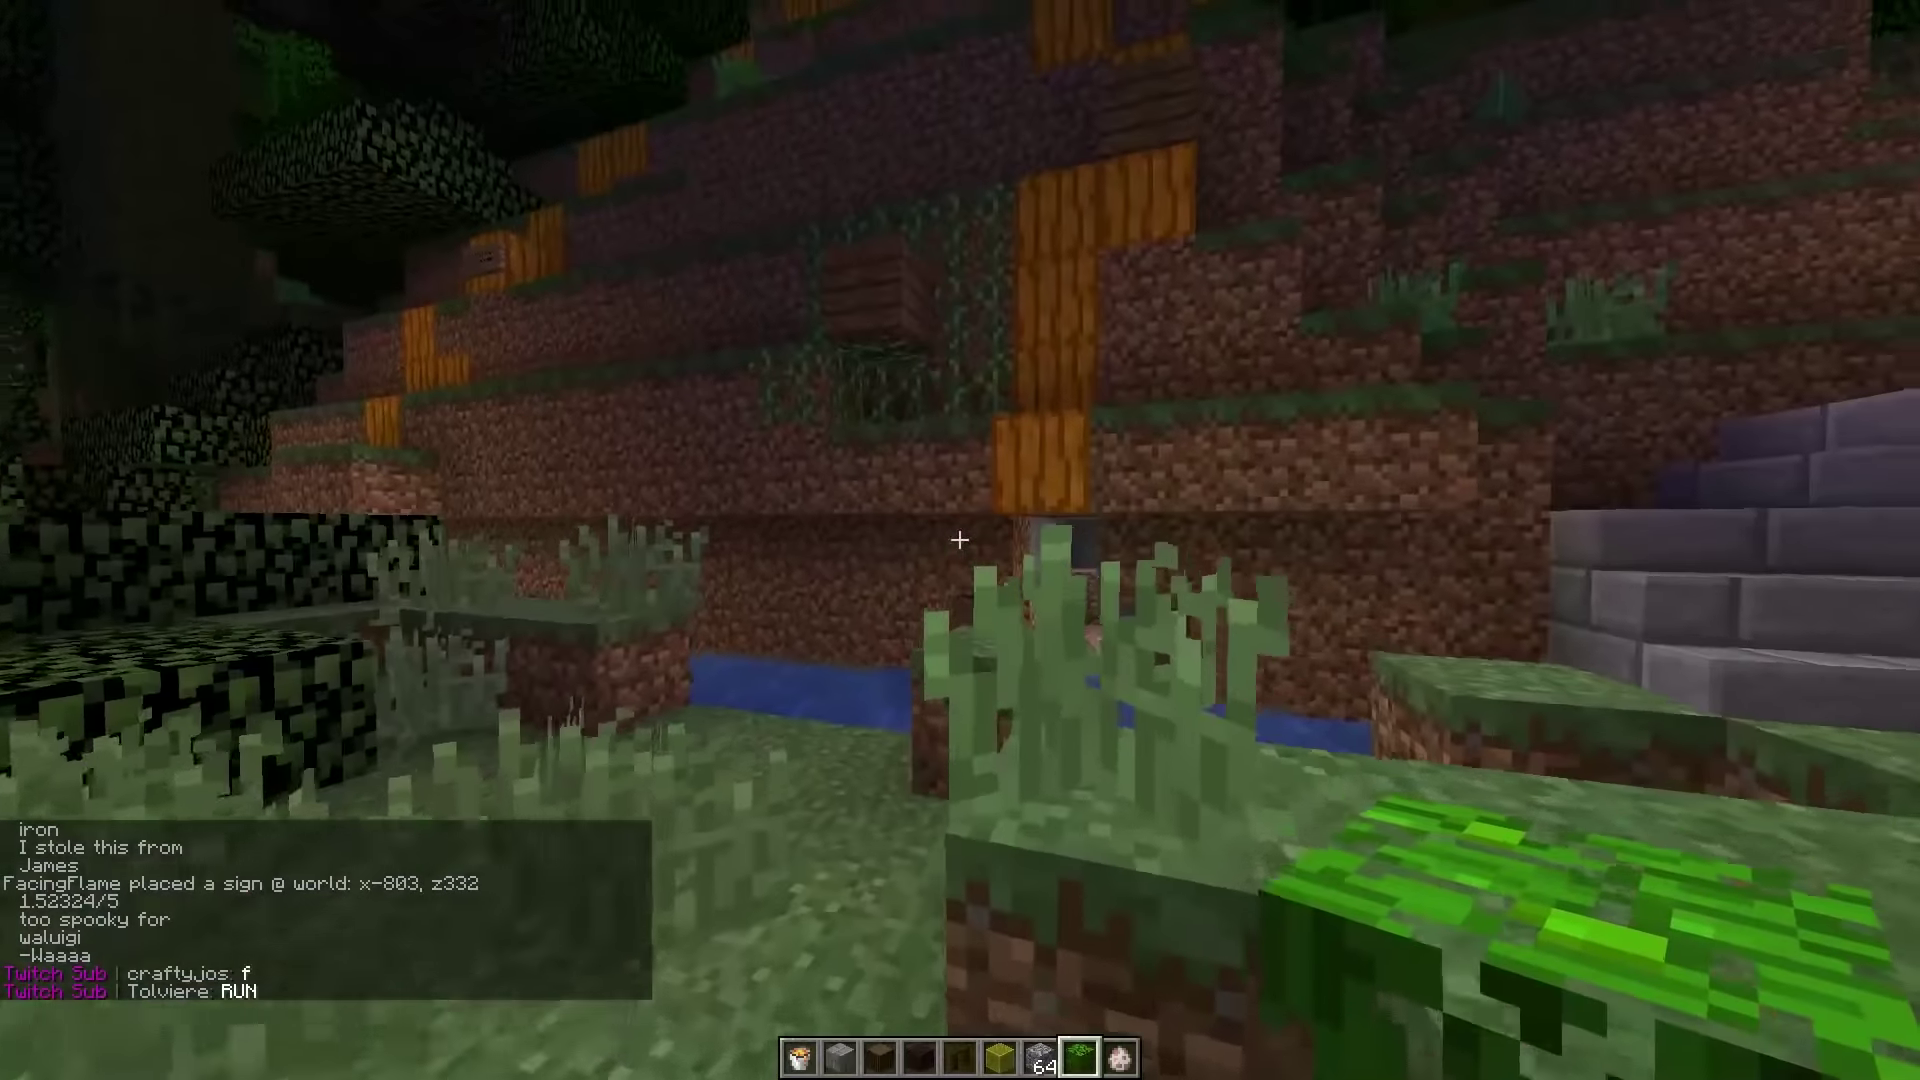 iron
I stole this from
James
FacingFlame placed a sign @ world: x-803, z332
1.52324/5
too spooky for
waluigi
-Waaaa
Twitch Sub | craftyjos: f
Twitch Sub | Tolviere: RUN
64